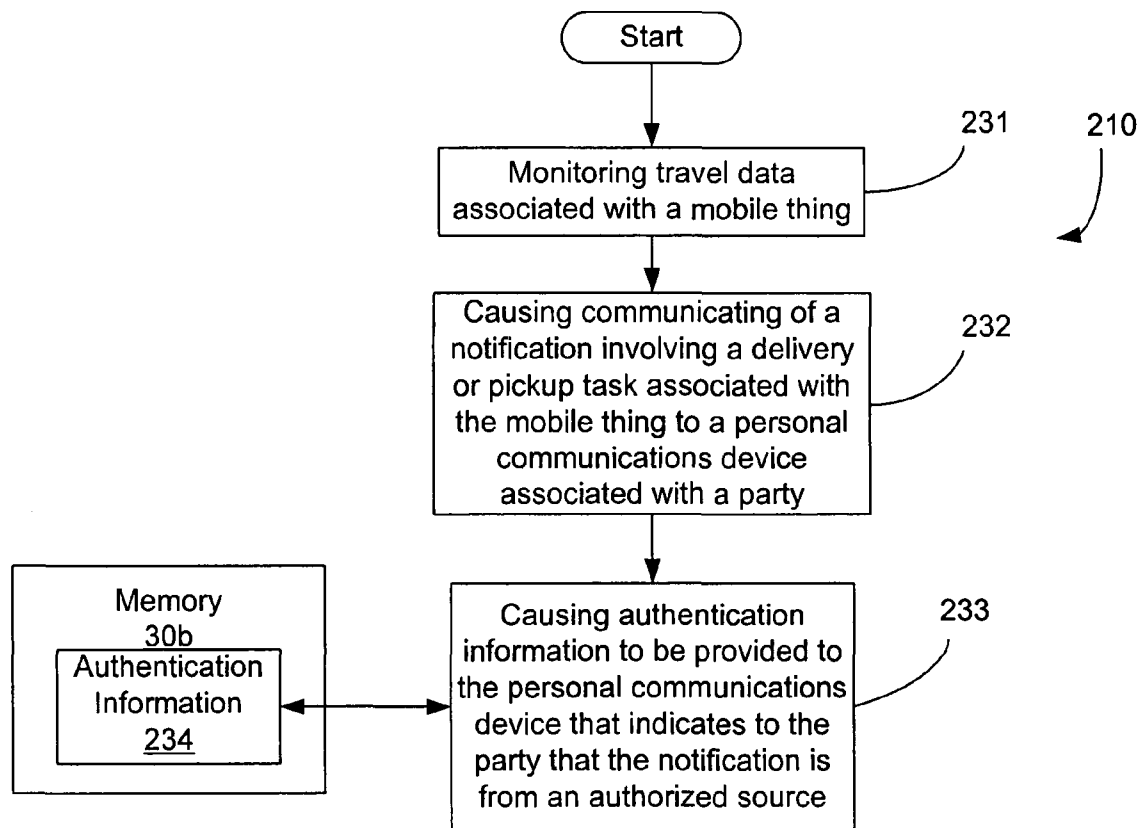 Start
231
210
Monitoring travel data
associated with a mobile thing
232
Causing communicating of a
notification involving a delivery
or pickup task associated with
the mobile thing to a personal
communications device
associated with a party
Memory
30b
Authentication
Information
234
233
Causing authentication
information to be provided to
the personal communications
device that indicates to the
party that the notification is
from an authorized source